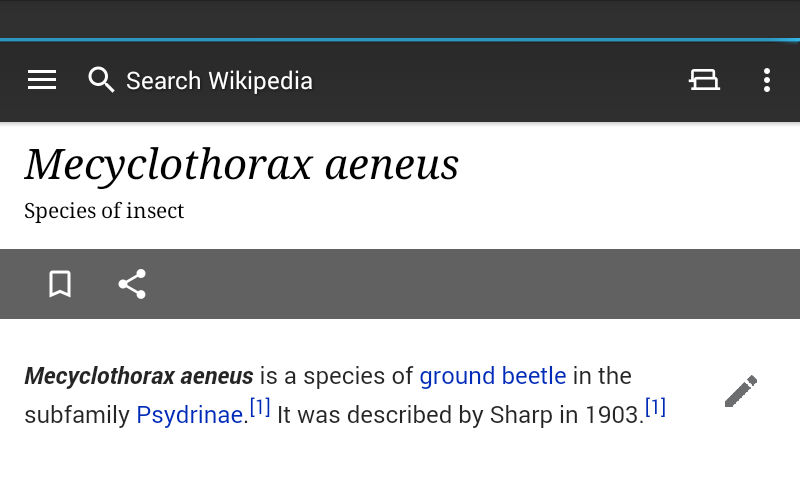 Search Wikipedia
Mecyclothorax aeneus
Species of insect
Mecyclothorax aeneus is a species of ground beetle in the
subfamily Psydrinae.[1] It was described by Sharp in 1903.[1]